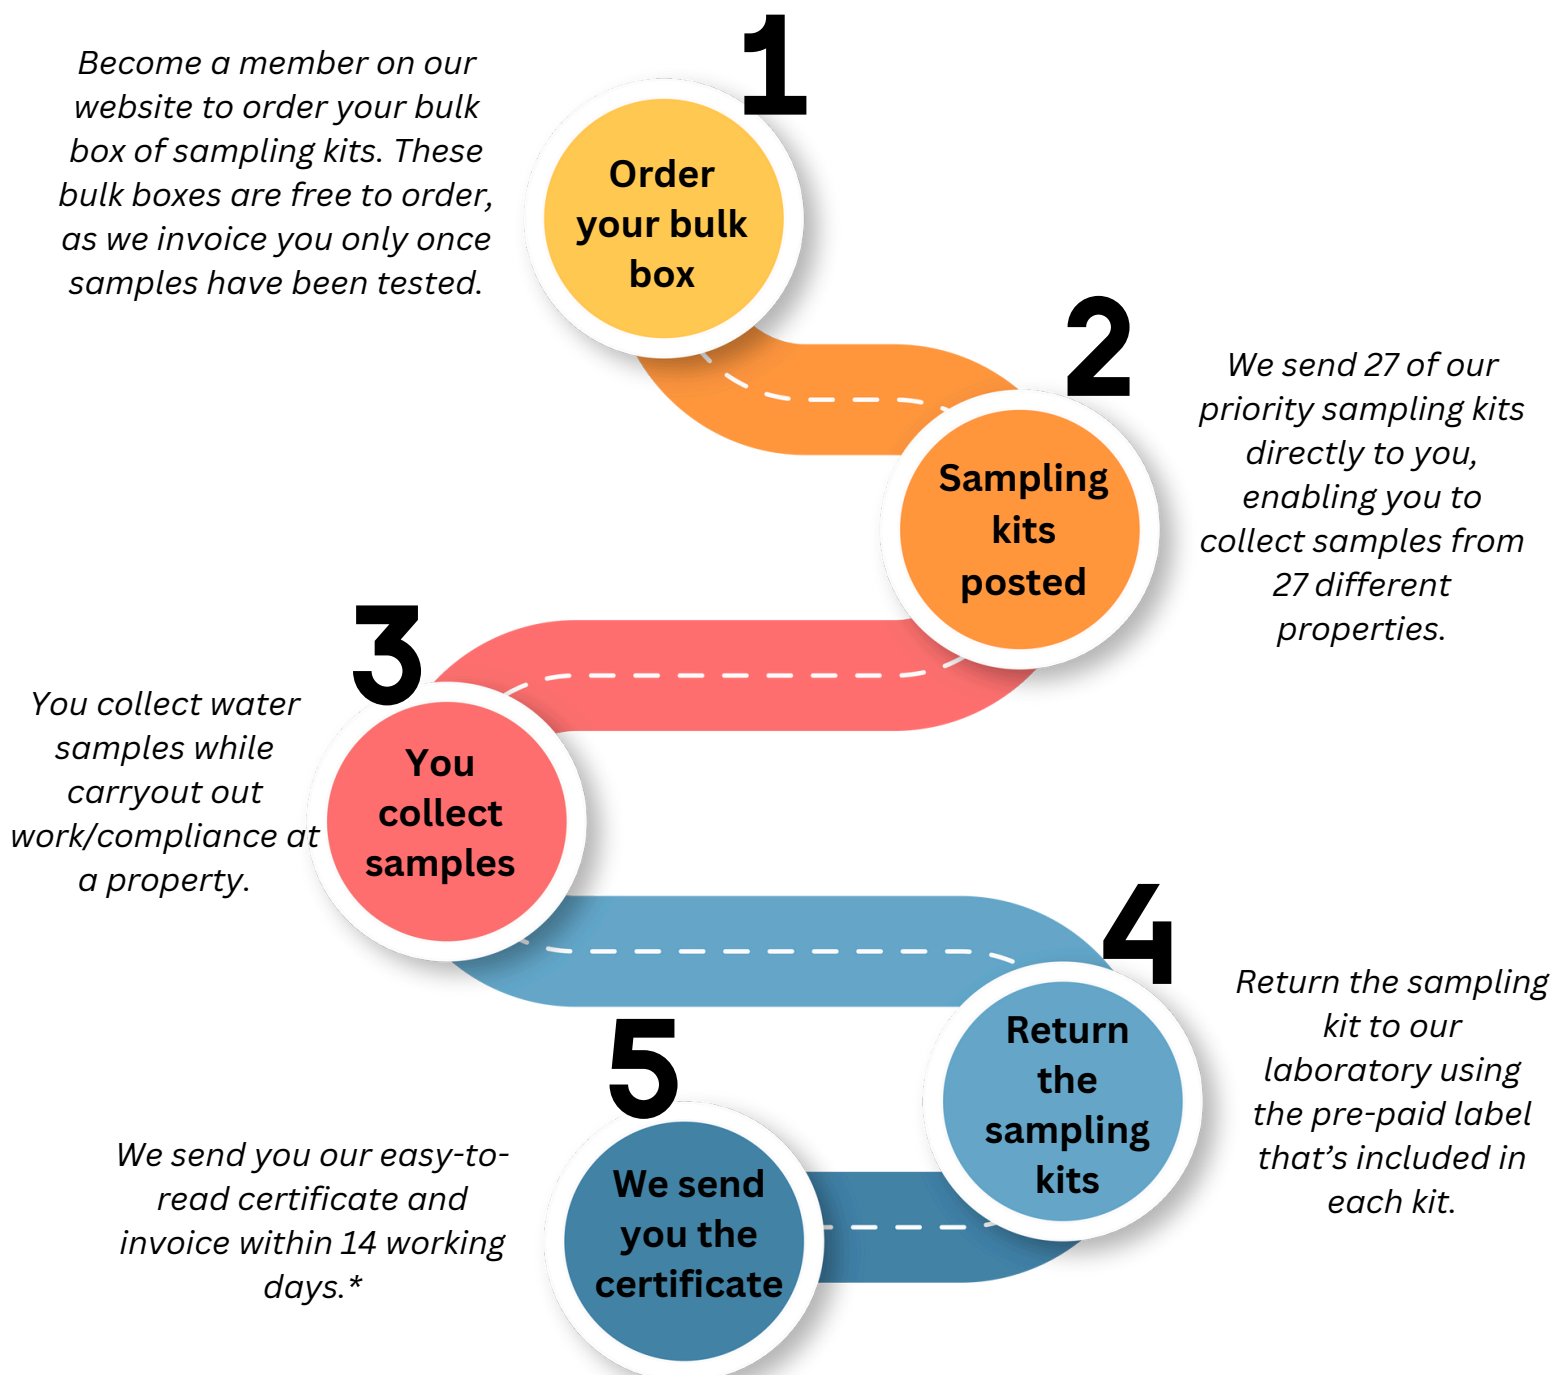 1
Become a member on our
website to order your bulk
box of sampling kits. These
bulk boxes are free to order,
as we invoice you only once
samples have been tested.
Order
your bulk
box
2
Sampling
kits
posted
We send 27 of our
priority sampling kits
directly to you,
enabling you to
collect samples from
27 different
properties.
3
You collect water
samples while
carryout out
work/compliance at
a property.
You
collect
samples
4
Return
the
sampling
kits
Return the sampling
kit to our
laboratory using
the pre-paid label
that’s included in
each kit.
5
We send you our easy-to-
read certificate and
invoice within 14 working
days.*
We send
you the
certificate